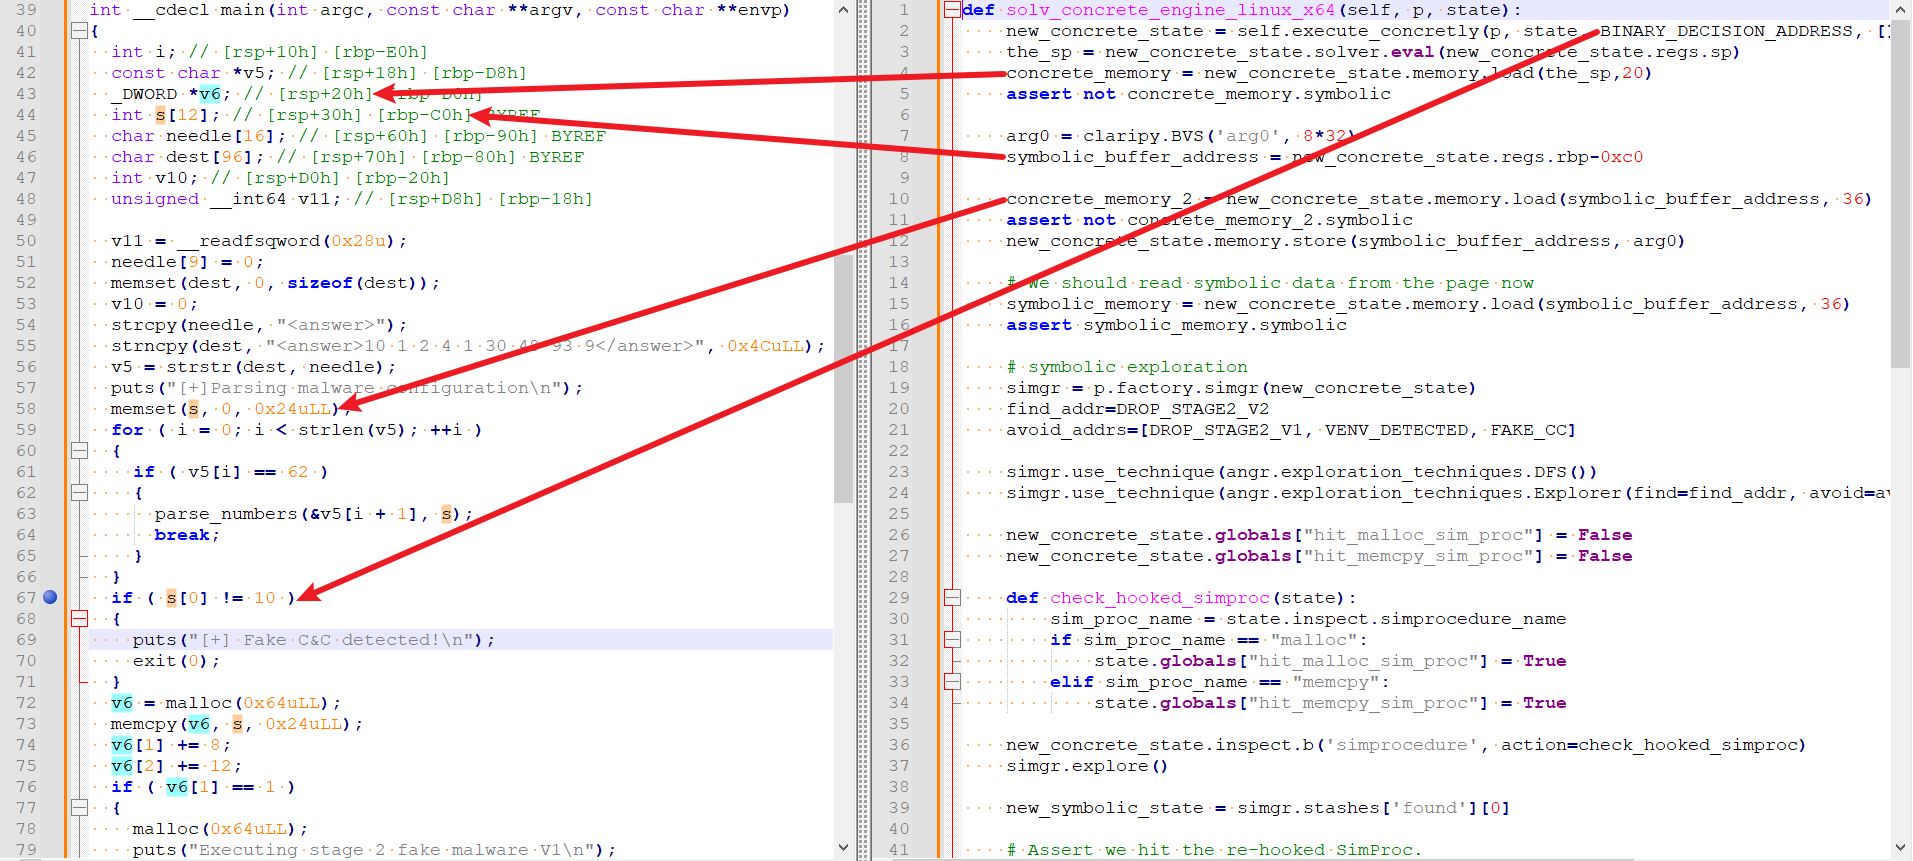 39 int __cdecl main(int argc, const char **argv, const char **envp)
40 {
41 int i; // [rsp+10h] [rbp-E0h]
42 const char *v5; // [rsp+18h] [rbp-D8h]
43 _DWORD *v6; // [rsp+20h] [rbp-D0h]
44 int s[12]; // [rsp+30h] [rbp-C0h] BYREF
45 char needle[16]; // [rsp+60h] [rbp-90h] BYREF
46 char dest[96]; // [rsp+70h] [rbp-80h] BYREF
47 int v10; // [rsp+D0h] [rbp-20h]
48 unsigned __int64 v11; // [rsp+D8h] [rbp-18h]
49
50 v11 = __readfsqword(0x28u);
51 needle[9] = 0;
52 memset(dest, 0, sizeof(dest));
53 v10 = 0;
54 strcpy(needle, "<answer>");
55 strncpy(dest, "<answer>10 1 2 4 1 30 49 93 9</answer>", 0x4CuLL);
56 v5 = strstr(dest, needle);
57 puts("[+]Parsing malware configuration\n");
58 memset(s, 0, 0x24uLL);
59 for ( i = 0; i < strlen(v5); ++i )
60 {
61 if ( v5[i] == 62 )
62 {
63 parse_numbers(&v5[i + 1], s);
64 break;
65 }
66 }
67 if ( s[0] != 10 )
68 {
69 puts("[+] Fake C&C detected!\n");
70 exit(0);
71 }
72 v6 = malloc(0x64uLL);
73 memcpy(v6, s, 0x24uLL);
74 v6[1] += 8;
75 v6[2] += 12;
76 if ( v6[1] == 1 )
77 {
78 malloc(0x64uLL);
79 puts("Executing stage 2 fake malware V1\n");
1 def solv_concrete_engine_linux_x64(self, p, state):
2 new_concrete_state = self.execute_concretly(p, state, BINARY_DECISION_ADDRESS, [
3 the_sp = new_concrete_state.solver.eval(new_concrete_state.regs.sp)
4 concrete_memory = new_concrete_state.memory.load(the_sp,20)
5 assert not concrete_memory.symbolic
6
7 arg0 = claripy.BVS('arg0', 8*32)
8 symbolic_buffer_address = new_concrete_state.regs.rbp-0xc0
9
10 concrete_memory_2 = new_concrete_state.memory.load(symbolic_buffer_address, 36)
11 assert not concrete_memory_2.symbolic
12 new_concrete_state.memory.store(symbolic_buffer_address, arg0)
13
14 # We should read symbolic data from the page now
15 symbolic_memory = new_concrete_state.memory.load(symbolic_buffer_address, 36)
16 assert symbolic_memory.symbolic
17
18 # symbolic exploration
19 simgr = p.factory.simgr(new_concrete_state)
20 find_addr=DROP_STAGE2_V2
21 avoid_addrs=[DROP_STAGE2_V1, VENV_DETECTED, FAKE_CC]
22
23 simgr.use_technique(angr.exploration_techniques.DFS())
24 simgr.use_technique(angr.exploration_techniques.Explorer(find=find_addr, avoid=av
25
26 new_concrete_state.globals["hit_malloc_sim_proc"] = False
27 new_concrete_state.globals["hit_memcpy_sim_proc"] = False
28
29 def check_hooked_simproc(state):
30 sim_proc_name = state.inspect.simprocedure_name
31 if sim_proc_name == "malloc":
32 state.globals["hit_malloc_sim_proc"] = True
33 elif sim_proc_name == "memcpy":
34 state.globals["hit_memcpy_sim_proc"] = True
35
36 new_concrete_state.inspect.b('simprocedure', action=check_hooked_simproc)
37 simgr.explore()
38
39 new_symbolic_state = simgr.stashes['found'][0]
40
41 # Assert we hit the re-hooked SimProc.